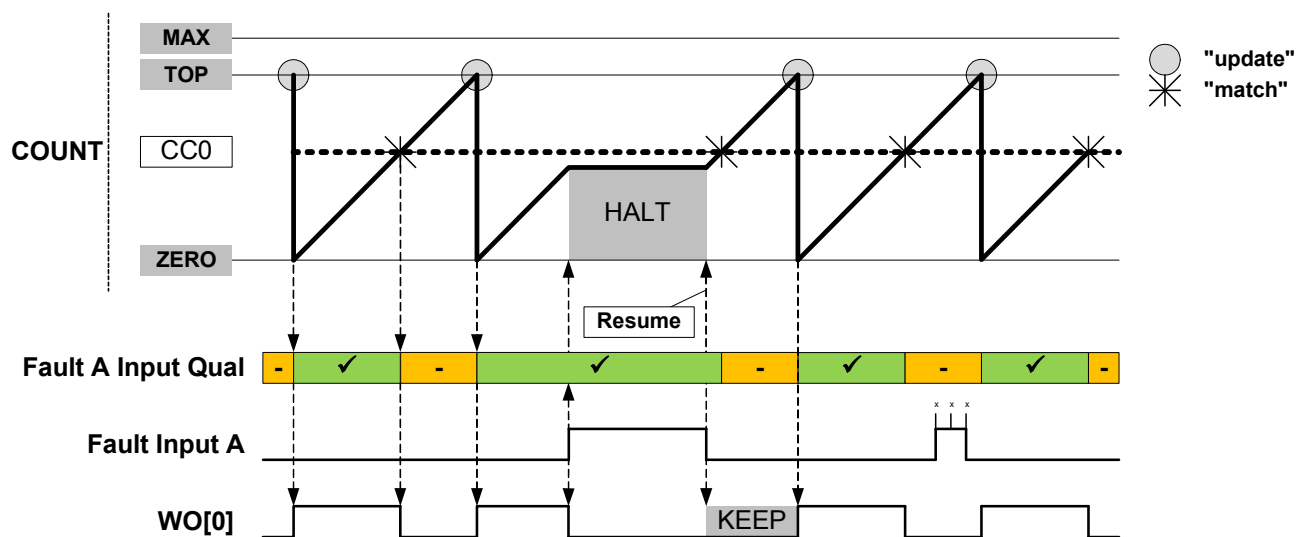 MAX
TOP
"update"
"match"
COUNT
CC0
HALT
ZERO
Resume
Fault A Input Qual
- ✓ - ✓ - ✓ - ✓ -
x x x
Fault Input A
WO[0]
KEEP